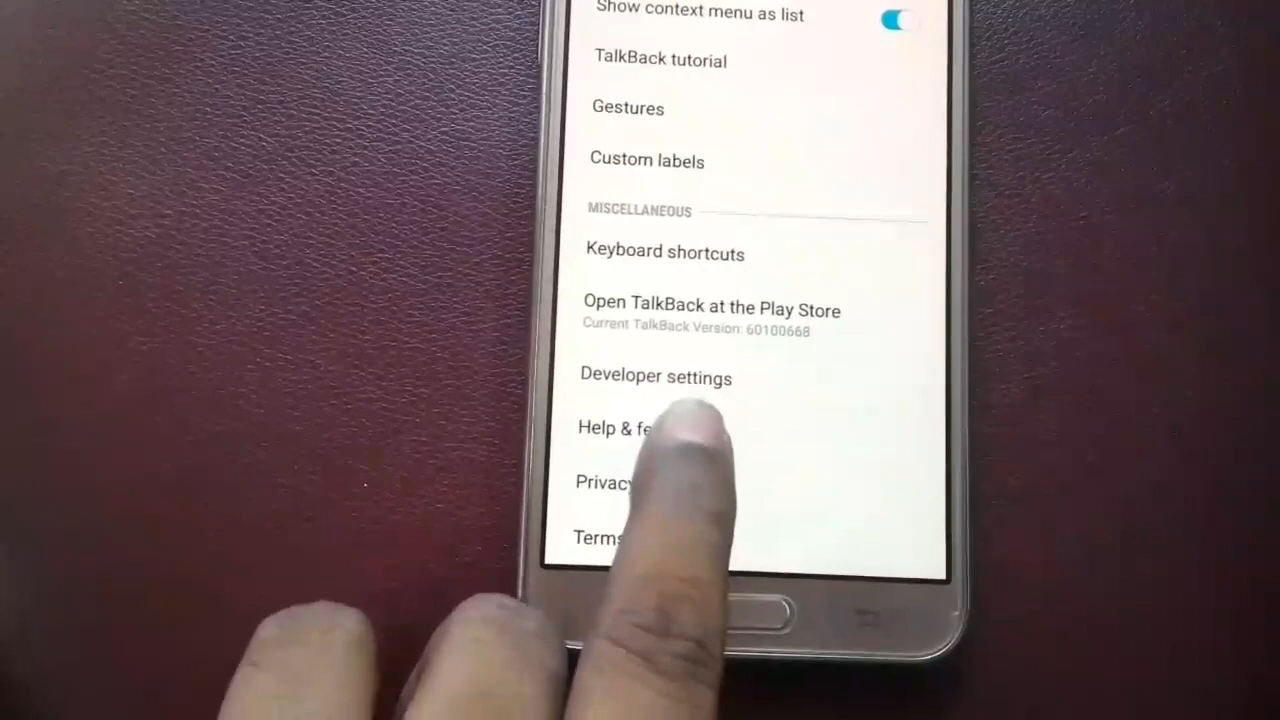 Show context menu as list
TalkBack tutorial
Gestures
Custom labels
MISCELLANEOUS
Keyboard shortcuts
Open TalkBack at the Play Store
Current TalkBack Version: 60100668
Developer settings
Help &
Privacy
Terms